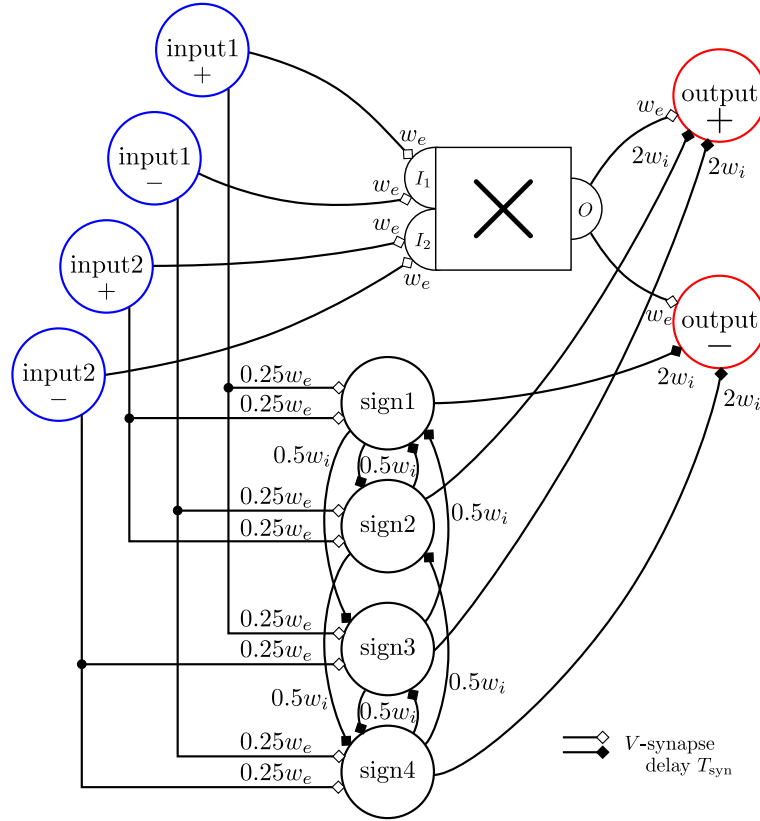 input1
+
input1
−
input2
+
input2
−
w_e
w_e
w_e
w_e
I_1
I_2
O
w_e
output
+
2w_i
2w_i
w_e
output
−
2w_i
2w_i
0.25w_e
0.25w_e
sign1
0.5w_i
0.5w_i
0.25w_e
0.25w_e
sign2
0.5w_i
0.25w_e
0.25w_e
sign3
0.5w_i
0.5w_i
0.5w_i
0.25w_e
0.25w_e
sign4
V-synapse
delay T_syn